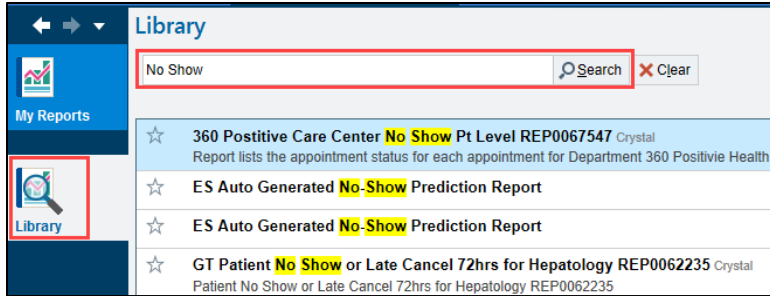 Library
No Show
Search
Clear
My Reports
360 Postitive Care Center No Show Pt Level REP0067547 Crystal
Report lists the appointment status for each appointment for Department 360 Positivie Health
ES Auto Generated No-Show Prediction Report
Library
ES Auto Generated No-Show Prediction Report
GT Patient No Show or Late Cancel 72hrs for Hepatology REP0062235 Crystal
Patient No Show or Late Cancel 72hrs for Hepatology REP0062235